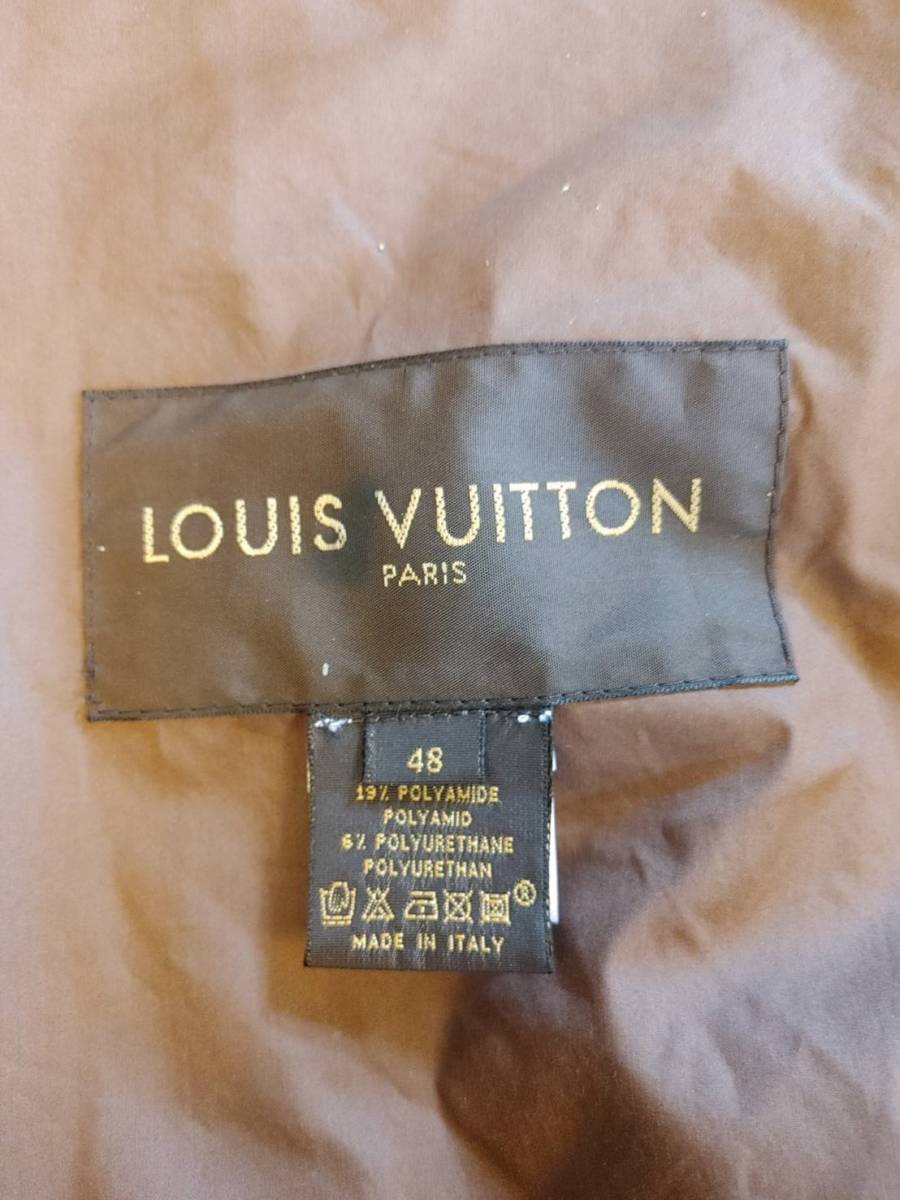 LOUIS VUITTON
PARIS
48
19% POLYAMIDE
POLYAMID
6% POLYURETHANE
POLYURETHAN
®
MADE IN ITALY